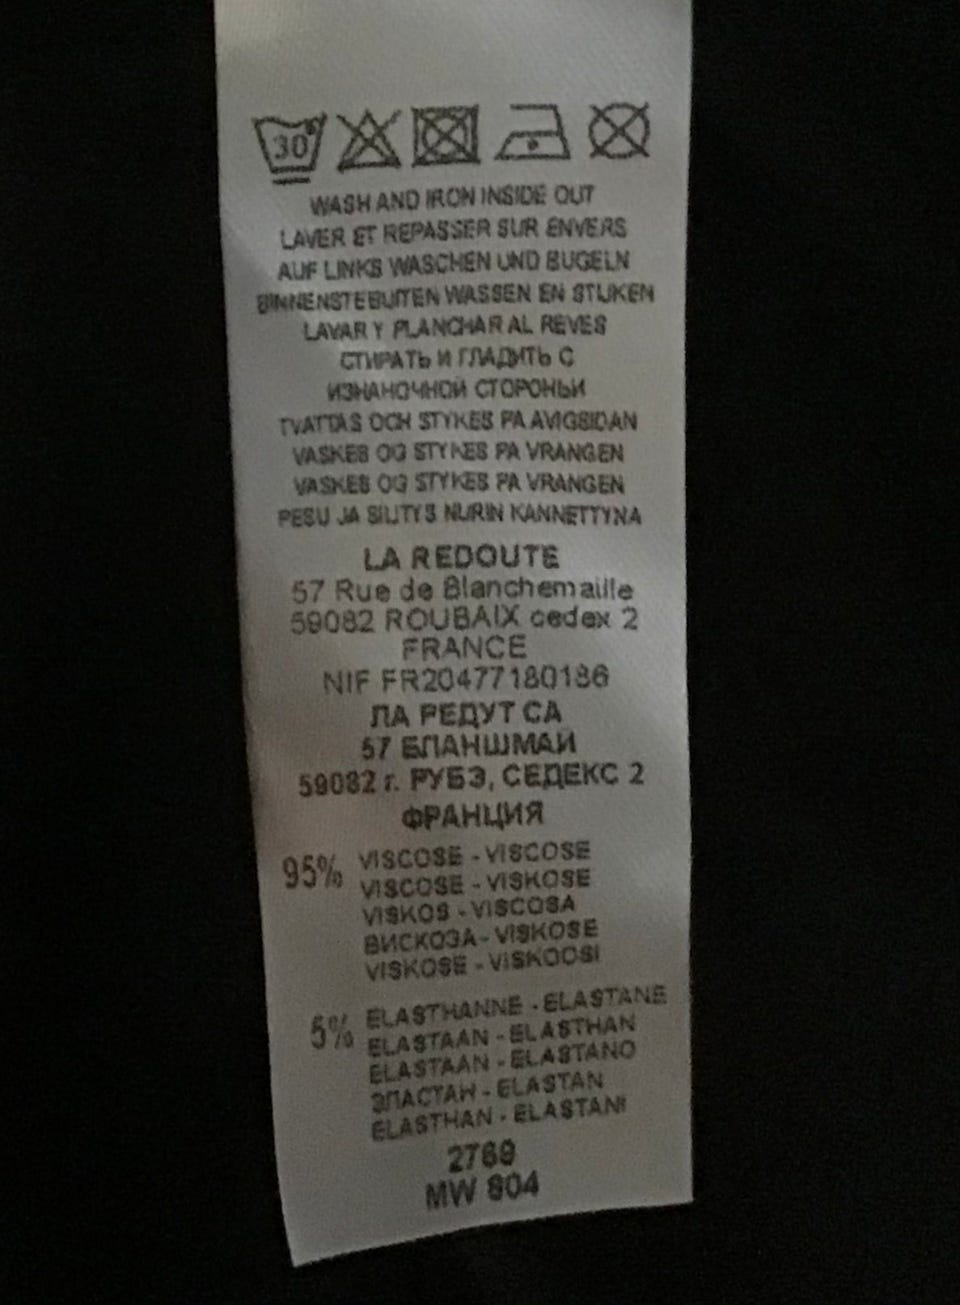 30°
WASH AND IRON INSIDE OUT
LAVER ET REPASSER SUR ENVERS
AUF LINKS WASCHEN UND BUGELN
BINNENSTEBUITEN WASSEN EN STIJKEN
LAVAR Y PLANCHAR AL REVES
СТИРАТЬ И ГЛАДИТЬ С
ИЗНАНОЧНОЙ СТОРОНЬИ
TVATTAS OCH STYKES PA AVIGSIDAN
VASKES OG STYKES PA VRANGEN
VASKES OG STYKES PA VRANGEN
PESU JA SILITYS NURIN KANNETTYNA
LA REDOUTE
57 Rue de Blanchemaille
59082 ROUBAIX cedex 2
FRANCE
NIF FR20477180186
ЛА РЕДУТ СА
57 БЛАНШМАИ
59082 г. РУБЭ, СЕДЕКС 2
ФРАНЦИЯ
95% VISCOSE - VISCOSE
VISCOSE - VISKOSE
VISKOS - VISCOSA
ВИСКОЗА - VISKOSE
VISKOSE - VISKOOSI
5% ELASTHANNE - ELASTANE
ELASTAAN - ELASTHAN
ELASTAAN - ELASTANO
ЭЛАСТАН - ELASTAN
ELASTHAN - ELASTANI
2769
MW 804